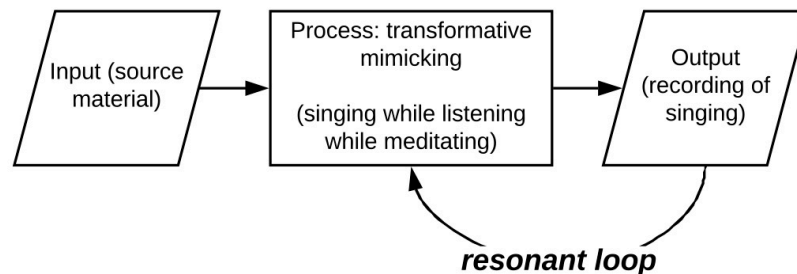 Input (source
material)
Process: transformative
mimicking
(singing while listening
while meditating)
Output
(recording of
singing)
resonant loop